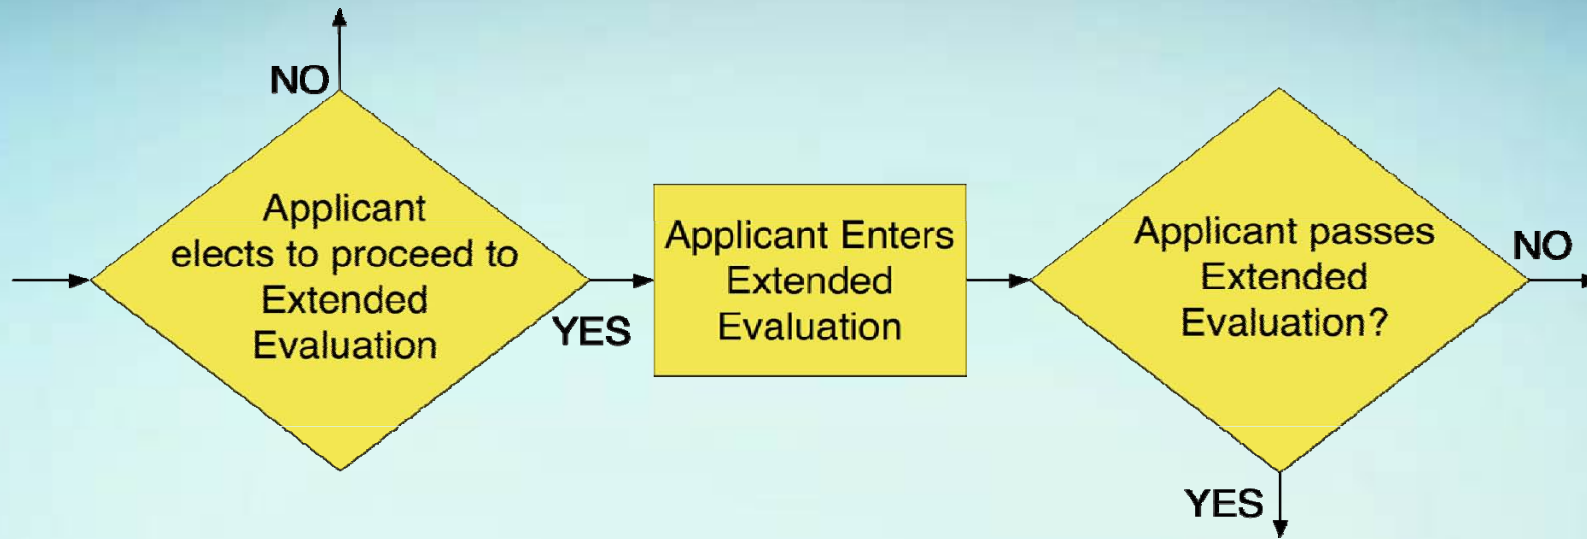 NO
Applicant
elects to proceed to
Extended
Evaluation
YES
Applicant Enters
Extended
Evaluation
Applicant passes
Extended
Evaluation?
NO
YES